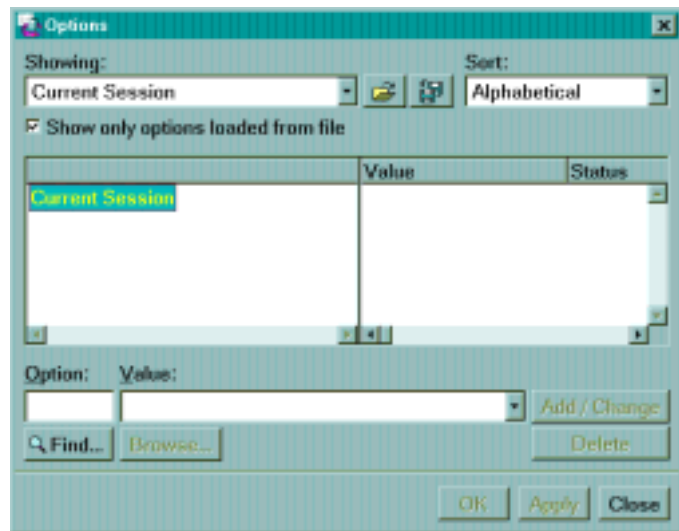 Options
Showing: Sort:
Current Session Alphabetical
Show only options loaded from file
Value Status
Current Session
Option: Value:
Add / Change
Find... Browse... Delete
OK Apply Close